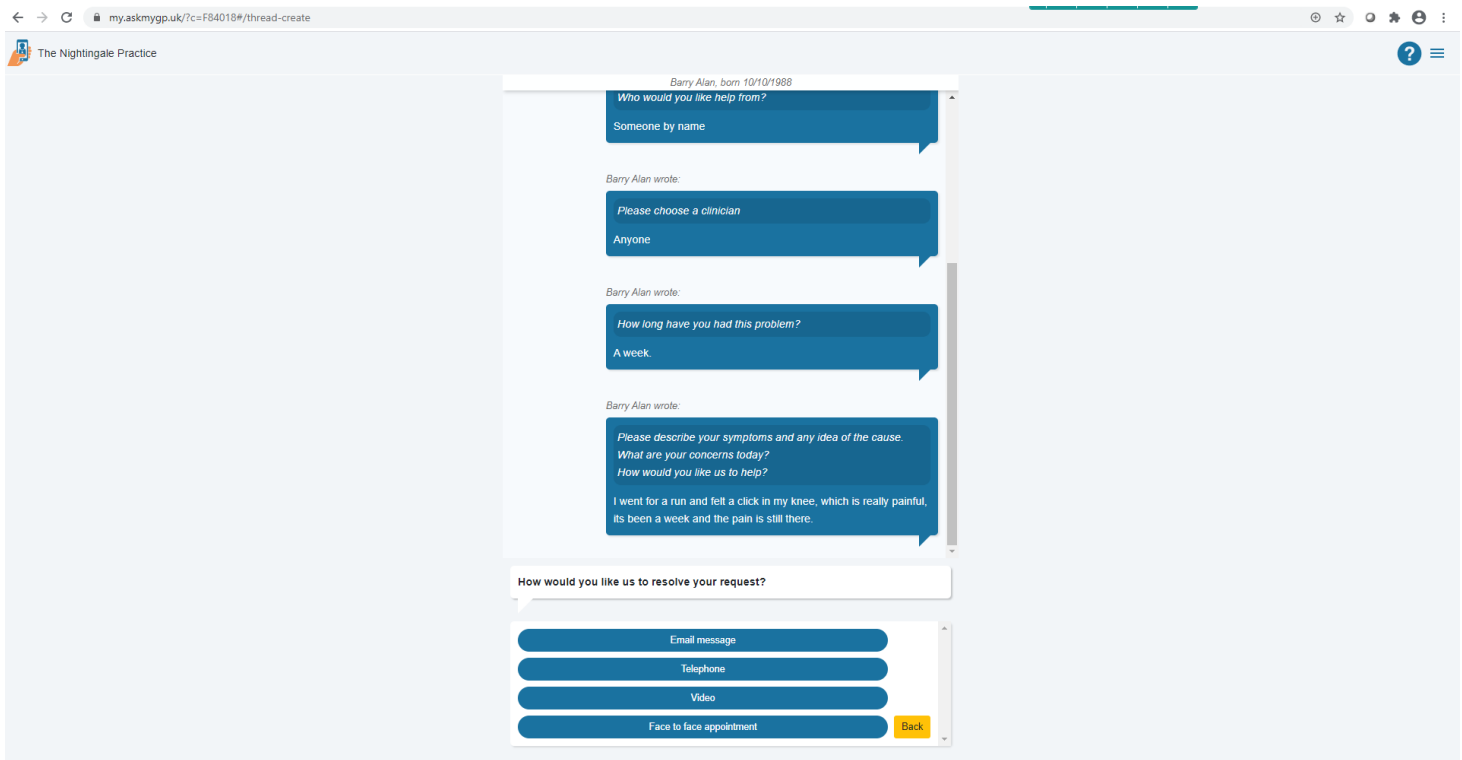 my.askmygp.uk/?c=F84018#/thread-create
The Nightingale Practice
?
Barry Alan, born 10/10/1988
Who would you like help from?
Someone by name
Barry Alan wrote:
Please choose a clinician
Anyone
Barry Alan wrote:
How long have you had this problem?
A week.
Barry Alan wrote:
Please describe your symptoms and any idea of the cause.
What are your concerns today?
How would you like us to help?
I went for a run and felt a click in my knee, which is really painful,
its been a week and the pain is still there.
How would you like us to resolve your request?
Email message
Telephone
Video
Face to face appointment
Back